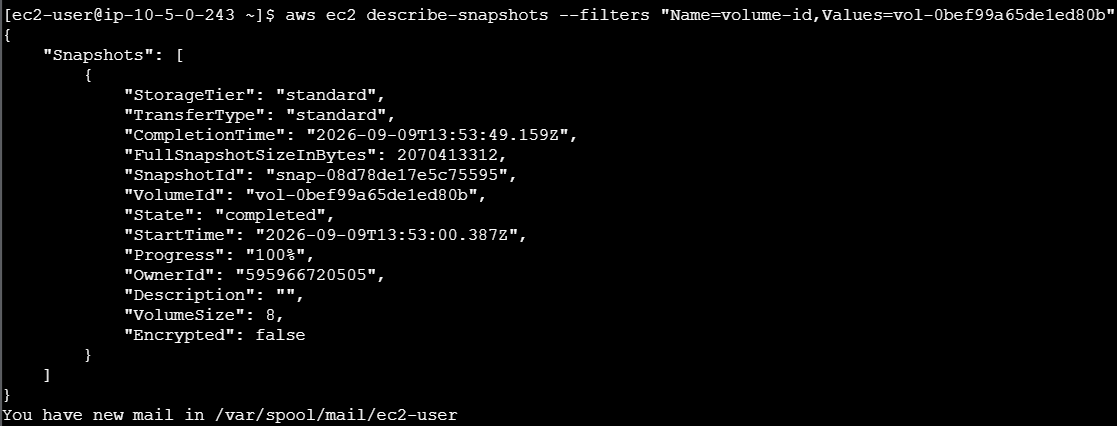 [ec2-user@ip-10-5-0-243 ~]$ aws ec2 describe-snapshots --filters "Name=volume-id,Values=vol-0bef99a65de1ed80b"
{
    "Snapshots": [
        {
            "StorageTier": "standard",
            "TransferType": "standard",
            "CompletionTime": "2026-09-09T13:53:49.159Z",
            "FullSnapshotSizeInBytes": 2070413312,
            "SnapshotId": "snap-08d78de17e5c75595",
            "VolumeId": "vol-0bef99a65de1ed80b",
            "State": "completed",
            "StartTime": "2026-09-09T13:53:00.387Z",
            "Progress": "100%",
            "OwnerId": "595966720505",
            "Description": "",
            "VolumeSize": 8,
            "Encrypted": false
        }
    ]
}
You have new mail in /var/spool/mail/ec2-user